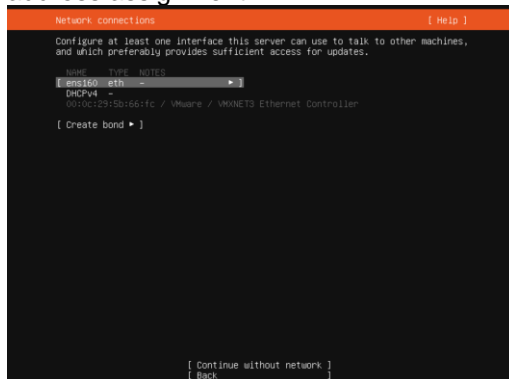 address assignment.
Network connections [ Help ]
Configure at least one interface this server can use to talk to other machines,
and which preferably provides sufficient access for updates.
NAME TYPE NOTES
[ ens160 eth - ▸ ]
DHCPv4 -
00:0c:29:5b:66:fc / VMware / VMXNET3 Ethernet Controller
[ Create bond ▸ ]
[ Continue without network ]
[ Back ]